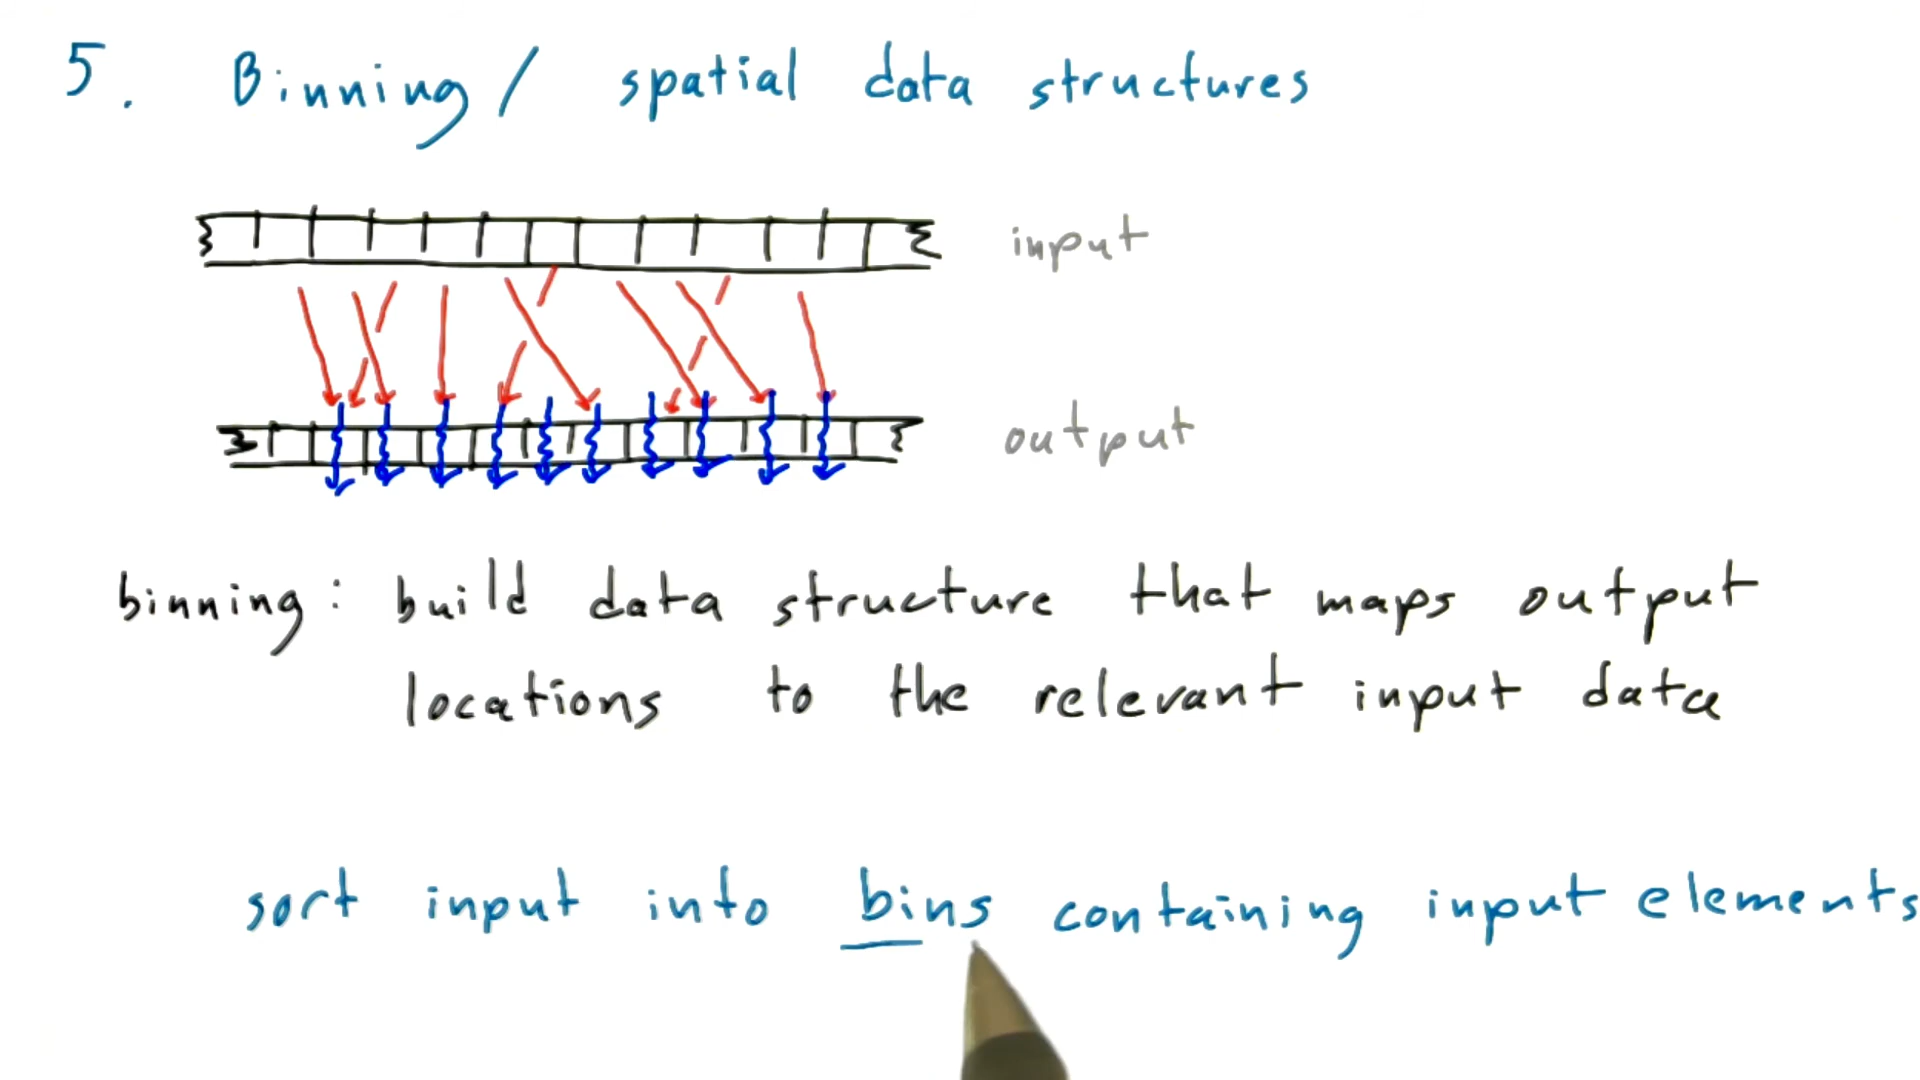 5. Binning/ spatial data structures
input
output
binning: build data structure that maps output
locations to the relevant input data
sort input into bins containing input elements